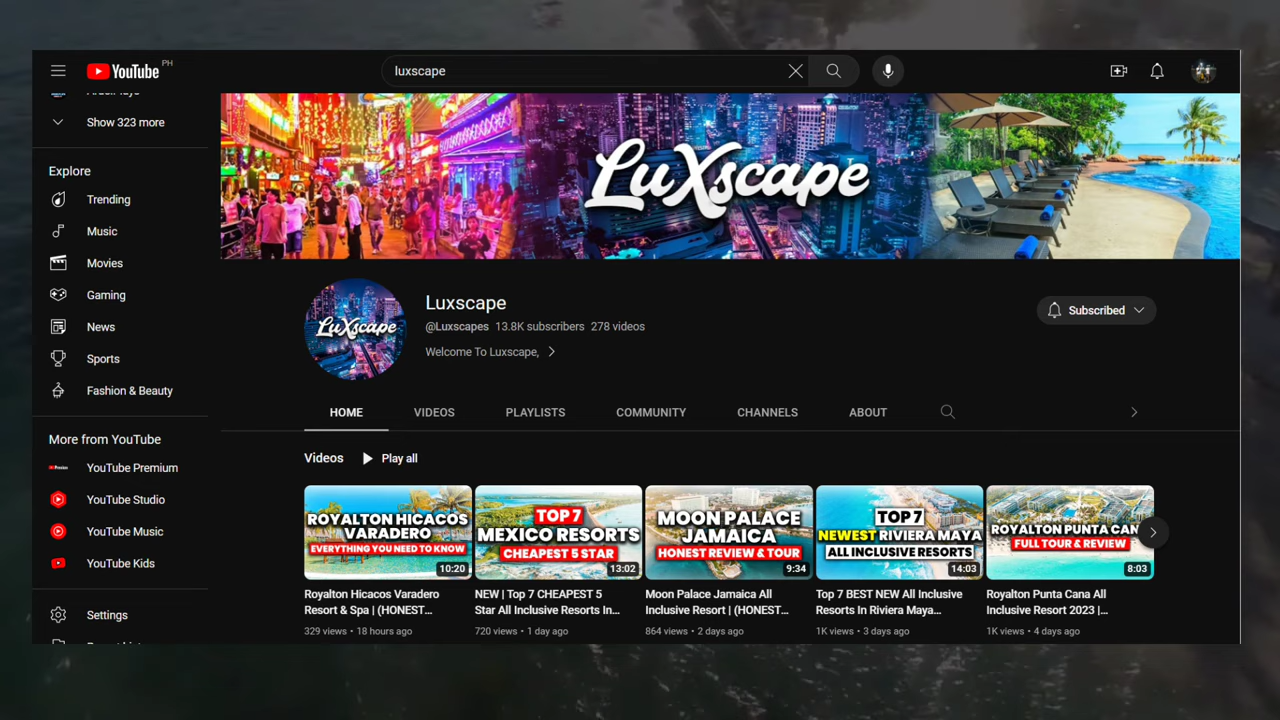 YouTube PH
luxscape
Show 323 more
Explore
Trending
Music
Movies
Gaming
News
Sports
Fashion & Beauty
More from YouTube
YouTube Premium
YouTube Studio
YouTube Music
YouTube Kids
Settings
LuXscape
LuXscape
Luxscape
@Luxscapes 13.8K subscribers 278 videos
Welcome To Luxscape,
Subscribed
HOME VIDEOS PLAYLISTS COMMUNITY CHANNELS ABOUT
Videos Play all
ROYALTON HICACOS
VARADERO
EVERYTHING YOU NEED TO KNOW
10:20
Royalton Hicacos Varadero
Resort & Spa | (HONEST...
329 views • 18 hours ago
TOP 7
MEXICO RESORTS
CHEAPEST 5 STAR
13:02
NEW | Top 7 CHEAPEST 5
Star All Inclusive Resorts In...
720 views • 1 day ago
MOON PALACE
JAMAICA
HONEST REVIEW & TOUR
9:34
Moon Palace Jamaica All
Inclusive Resort | (HONEST...
864 views • 2 days ago
TOP 7
NEWEST RIVIERA MAYA
ALL INCLUSIVE RESORTS
14:03
Top 7 BEST NEW All Inclusive
Resorts In Riviera Maya...
1K views • 3 days ago
ROYALTON PUNTA CAN
FULL TOUR & REVIEW
8:03
Royalton Punta Cana All
Inclusive Resort 2023 |...
1K views • 4 days ago